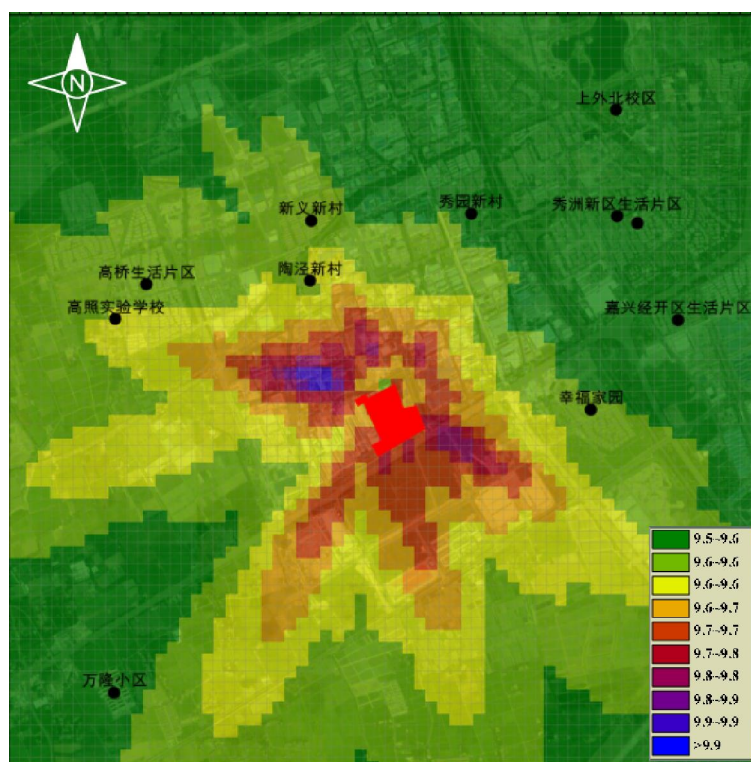 N
上外北校区
新义新村
秀园新村
秀洲新区生活片区
高桥生活片区
陶泾新村
高照实验学校
嘉兴经开区生活片区
幸福家园
万隆小区
9.5~9.6
9.6~9.6
9.6~9.6
9.6~9.7
9.7~9.7
9.7~9.8
9.8~9.8
9.8~9.9
9.9~9.9
>9.9